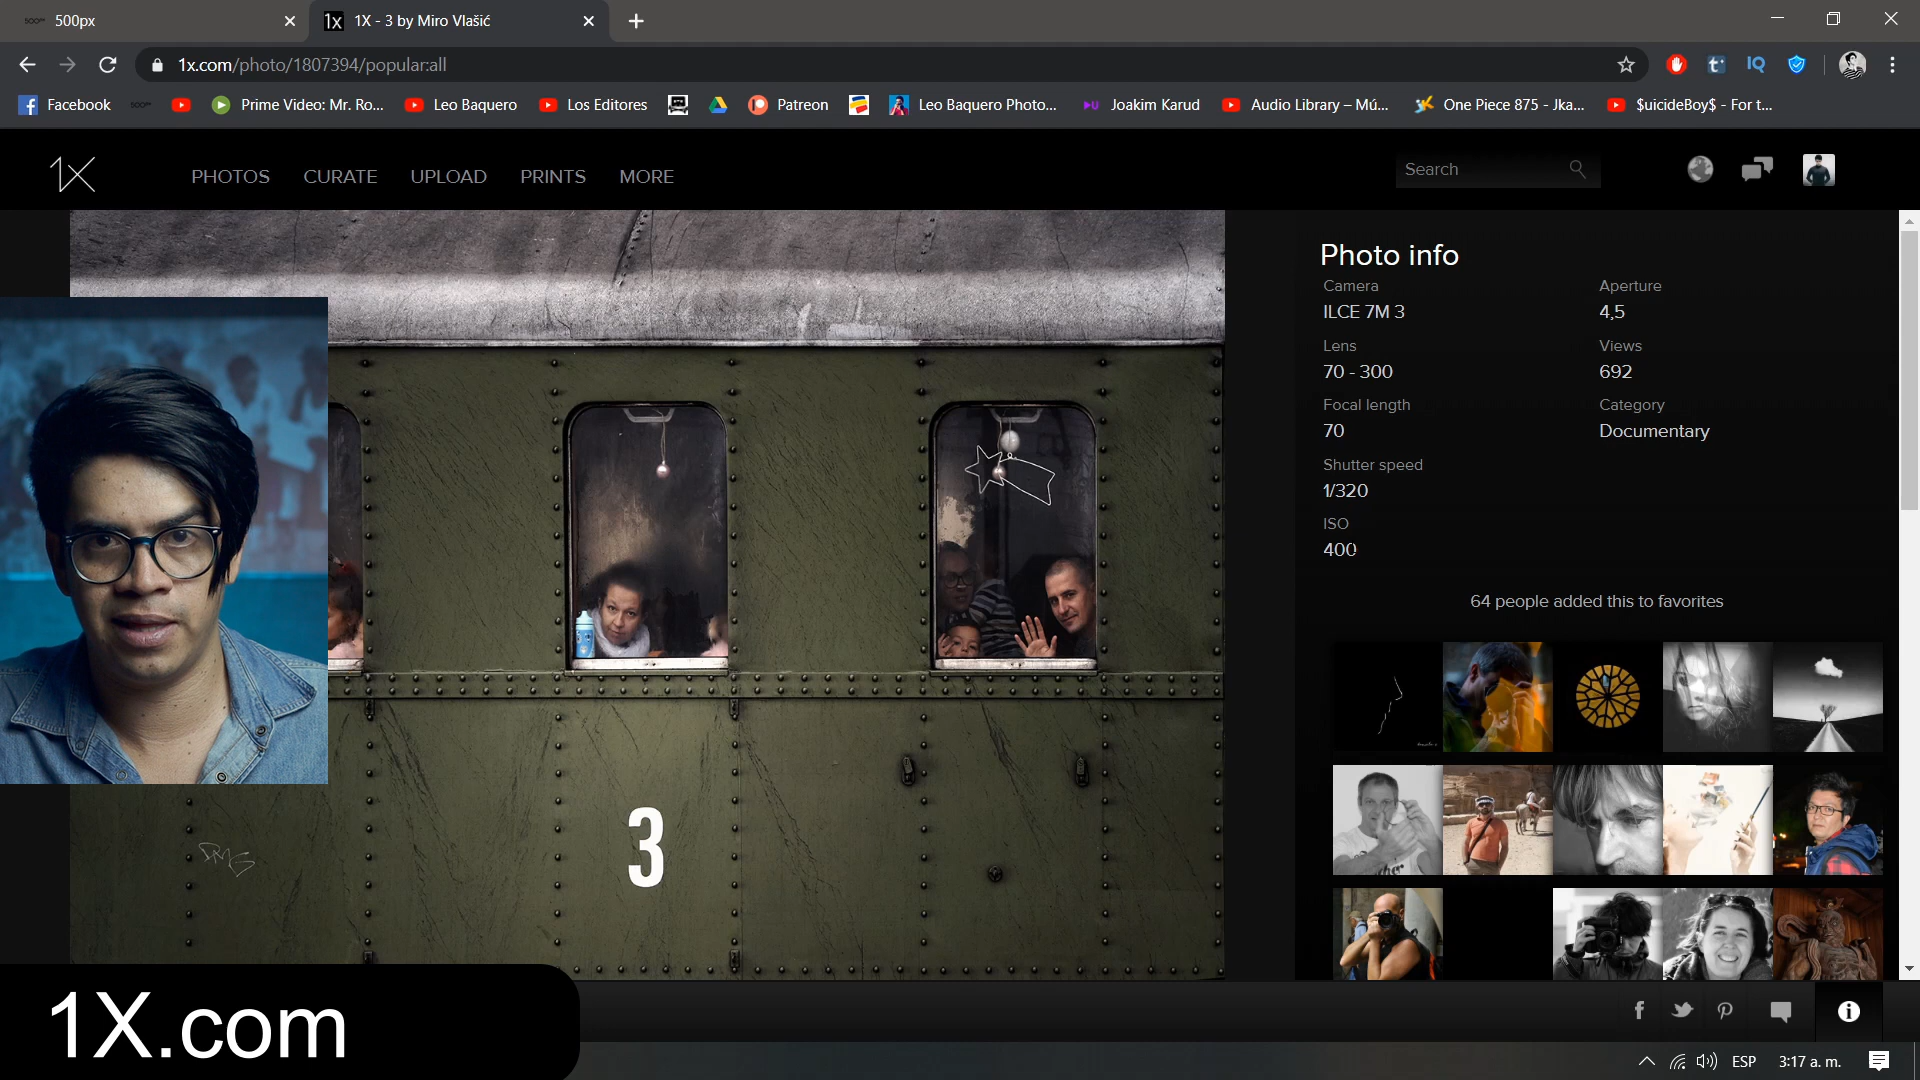 500px
1X - 3 by Miro Vlašić
1x.com/photo/1807394/popular:all
Facebook
Prime Video: Mr. Ro...
Leo Baquero
Los Editores
Patreon
Leo Baquero Photo...
Joakim Karud
Audio Library – Mú...
One Piece 875 - Jka...
$uicideBoy$ - For t...
1X
PHOTOS
CURATE
UPLOAD
PRINTS
MORE
Search
Photo info
Camera
ILCE 7M 3
Aperture
4,5
Lens
70 - 300
Views
692
Focal length
70
Category
Documentary
Shutter speed
1/320
ISO
400
64 people added this to favorites
3
1X.com
ESP
3:17 a. m.